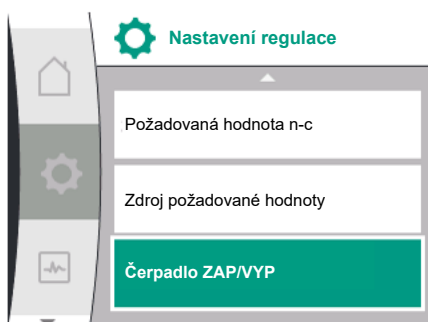 Nastavení regulace
Požadovaná hodnota n-c
Zdroj požadované hodnoty
Čerpadlo ZAP/VYP